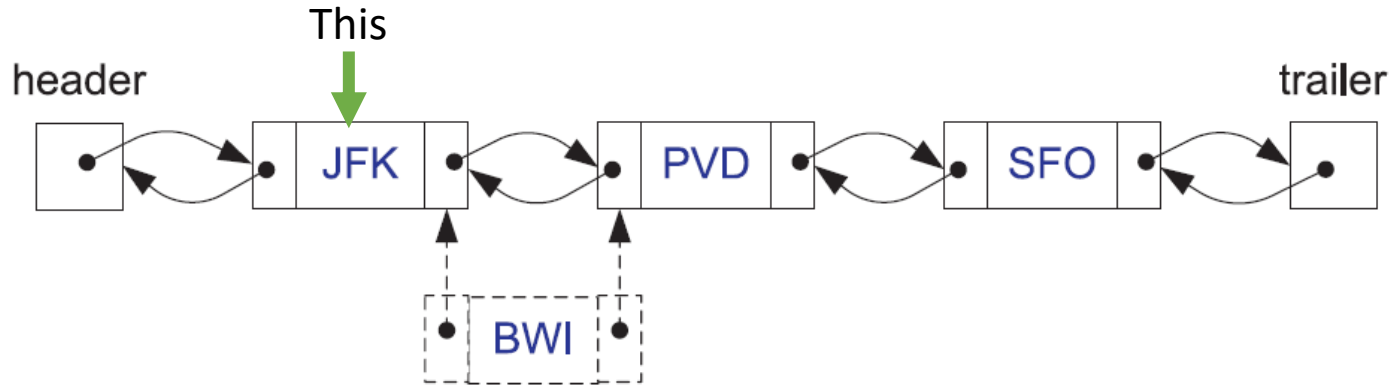 This
header
trailer
JFK
PVD
SFO
BWI